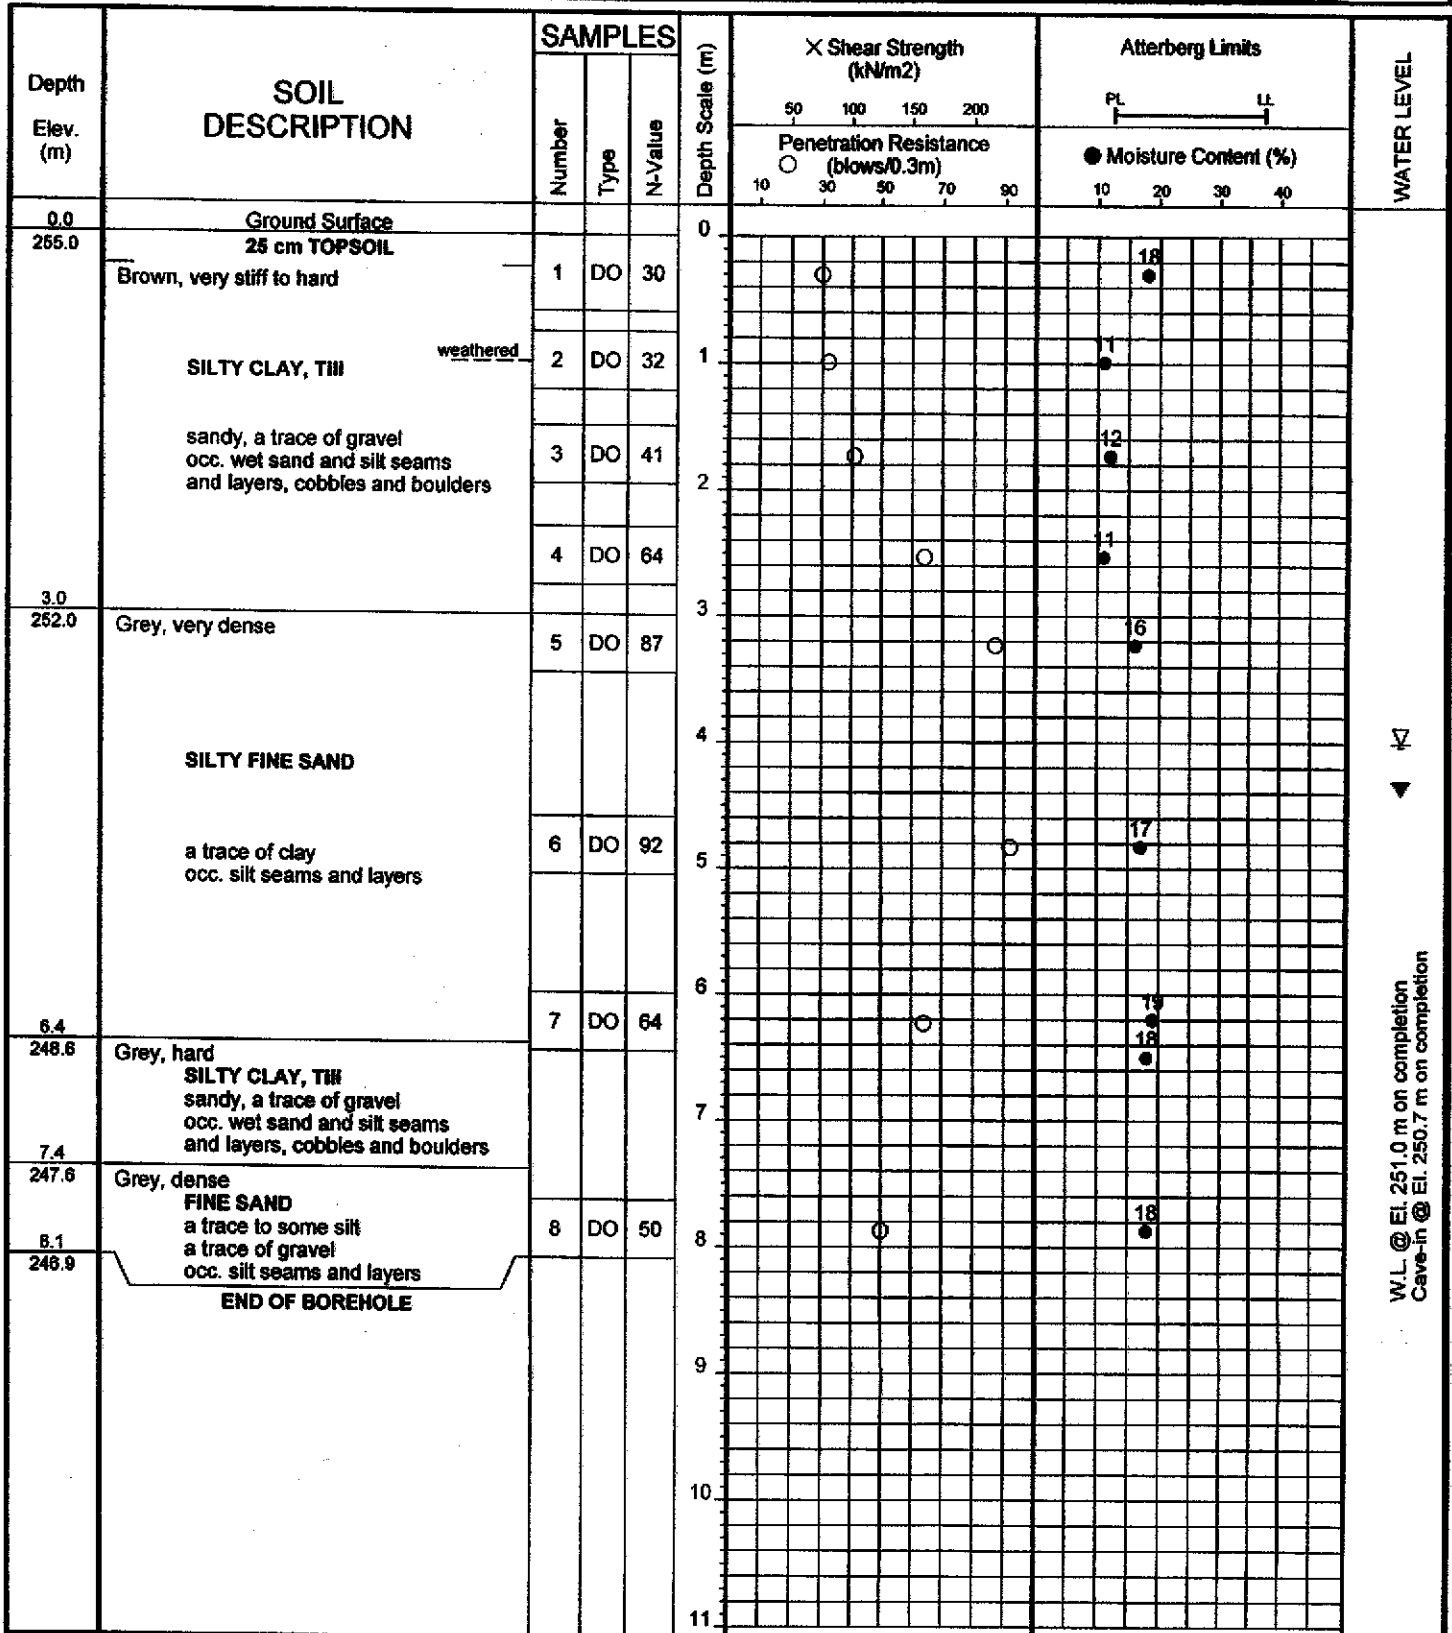 SAMPLES
Depth
Elev.
(m)
SOIL
DESCRIPTION
Number
Type
N-Value
Depth Scale (m)
× Shear Strength
(kN/m2)
50 100 150 200
Penetration Resistance
(blows/0.3m)
10 30 50 70 90
Atterberg Limits
PL LL
● Moisture Content (%)
10 20 30 40
WATER LEVEL
0.0
255.0
Ground Surface
25 cm TOPSOIL
Brown, very stiff to hard
weathered
SILTY CLAY, Till
sandy, a trace of gravel
occ. wet sand and silt seams
and layers, cobbles and boulders
3.0
252.0
Grey, very dense
SILTY FINE SAND
a trace of clay
occ. silt seams and layers
6.4
248.6
Grey, hard
SILTY CLAY, Till
sandy, a trace of gravel
occ. wet sand and silt seams
and layers, cobbles and boulders
7.4
247.6
Grey, dense
FINE SAND
a trace to some silt
a trace of gravel
occ. silt seams and layers
8.1
246.9
END OF BOREHOLE
1 DO 30
2 DO 32
3 DO 41
4 DO 64
5 DO 87
6 DO 92
7 DO 64
8 DO 50
0
1
2
3
4
5
6
7
8
9
10
11
18
11
12
11
16
17
19
18
18
W.L. @ El. 251.0 m on completion
Cave-in @ El. 250.7 m on completion